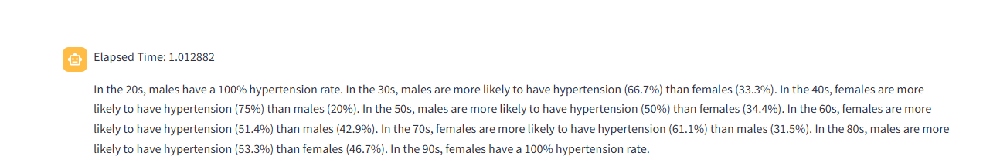 Elapsed Time: 1.012882
In the 20s, males have a 100% hypertension rate. In the 30s, males are more likely to have hypertension (66.7%) than females (33.3%). In the 40s, females are more
likely to have hypertension (75%) than males (20%). In the 50s, males are more likely to have hypertension (50%) than females (34.4%). In the 60s, females are more
likely to have hypertension (51.4%) than males (42.9%). In the 70s, females are more likely to have hypertension (61.1%) than males (31.5%). In the 80s, males are more
likely to have hypertension (53.3%) than females (46.7%). In the 90s, females have a 100% hypertension rate.